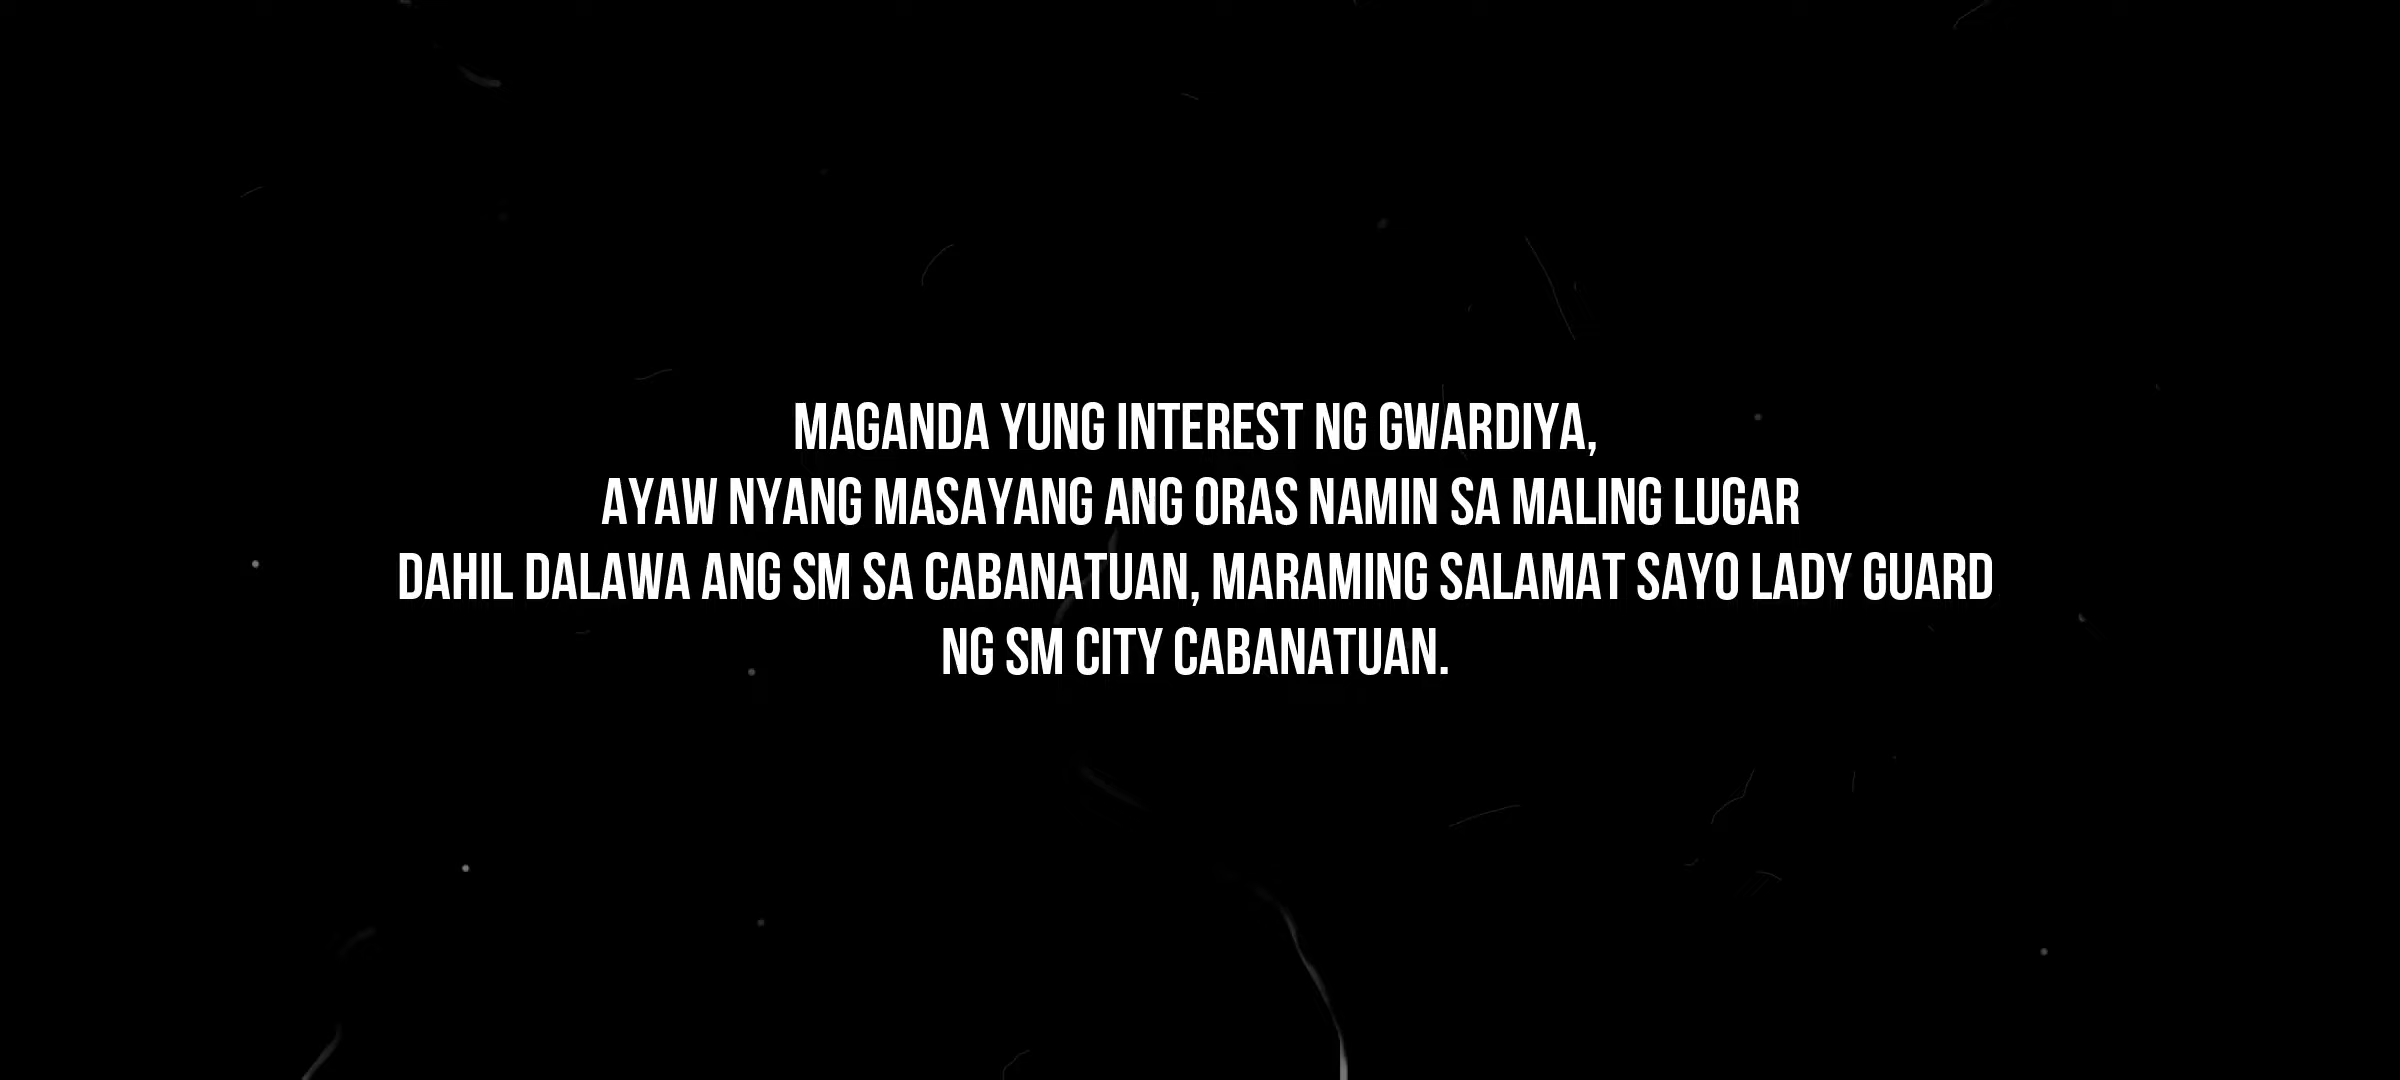 MAGANDA YUNG INTEREST NG GWARDIYA,
AYAW NYANG MASAYANG ANG ORAS NAMIN SA MALING LUGAR
DAHIL DALAWA ANG SM SA CABANATUAN, MARAMING SALAMAT SAYO LADY GUARD
NG SM CITY CABANATUAN.